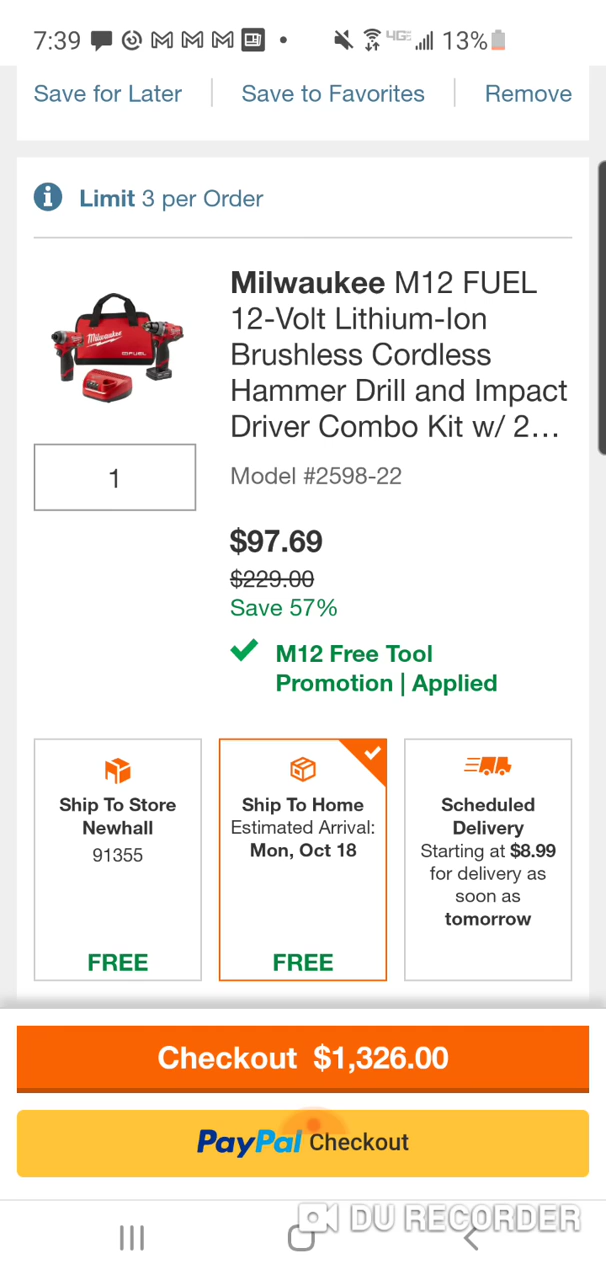 7:39
4GE
13%
Save for Later
Save to Favorites
Remove
Limit 3 per Order
Milwaukee M12 FUEL
12-Volt Lithium-Ion
Brushless Cordless
Hammer Drill and Impact
Driver Combo Kit w/ 2...
Milwaukee
FUEL
1
Model #2598-22
$97.69
$229.00
Save 57%
M12 Free Tool
Promotion | Applied
Ship To Store
Newhall
91355
FREE
Ship To Home
Estimated Arrival:
Mon, Oct 18
FREE
Scheduled
Delivery
Starting at $8.99
for delivery as
soon as
tomorrow
Checkout $1,326.00
PayPal Checkout
DU RECORDER